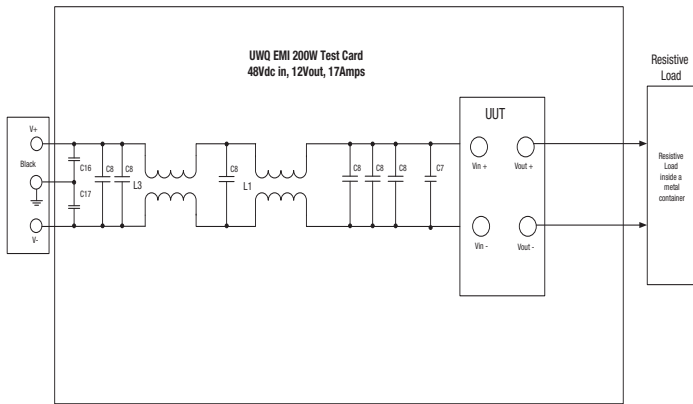 UWQ EMI 200W Test Card
48Vdc in, 12Vout, 17Amps
Resistive
Load
UUT
V+
Black
V-
C16
C17
C8
C8
L3
C8
L1
C8
C8
C8
C7
Vin +
Vout +
Vin -
Vout -
Resistive
Load
inside a
metal
container